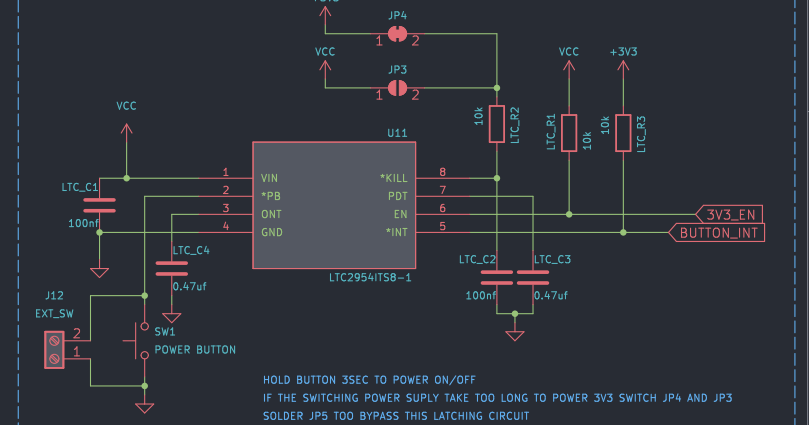 JP4
1 2
VCC
JP3
1 2
VCC
+3V3
10k
LTC_R2
LTC_R1
10k
10k
LTC_R3
VCC
U11
1 VIN *KILL 8
2 *PB PDT 7
3 ONT EN 6
4 GND *INT 5
LTC2954ITS8-1
3V3_EN
BUTTON_INT
LTC_C1
100nf
LTC_C4
0.47uf
LTC_C2
100nf
LTC_C3
0.47uf
J12
EXT_SW
2
1
SW1
POWER BUTTON
HOLD BUTTON 3SEC TO POWER ON/OFF
IF THE SWITCHING POWER SUPLY TAKE TOO LONG TO POWER 3V3 SWITCH JP4 AND JP3
SOLDER JP5 TOO BYPASS THIS LATCHING CIRCUIT